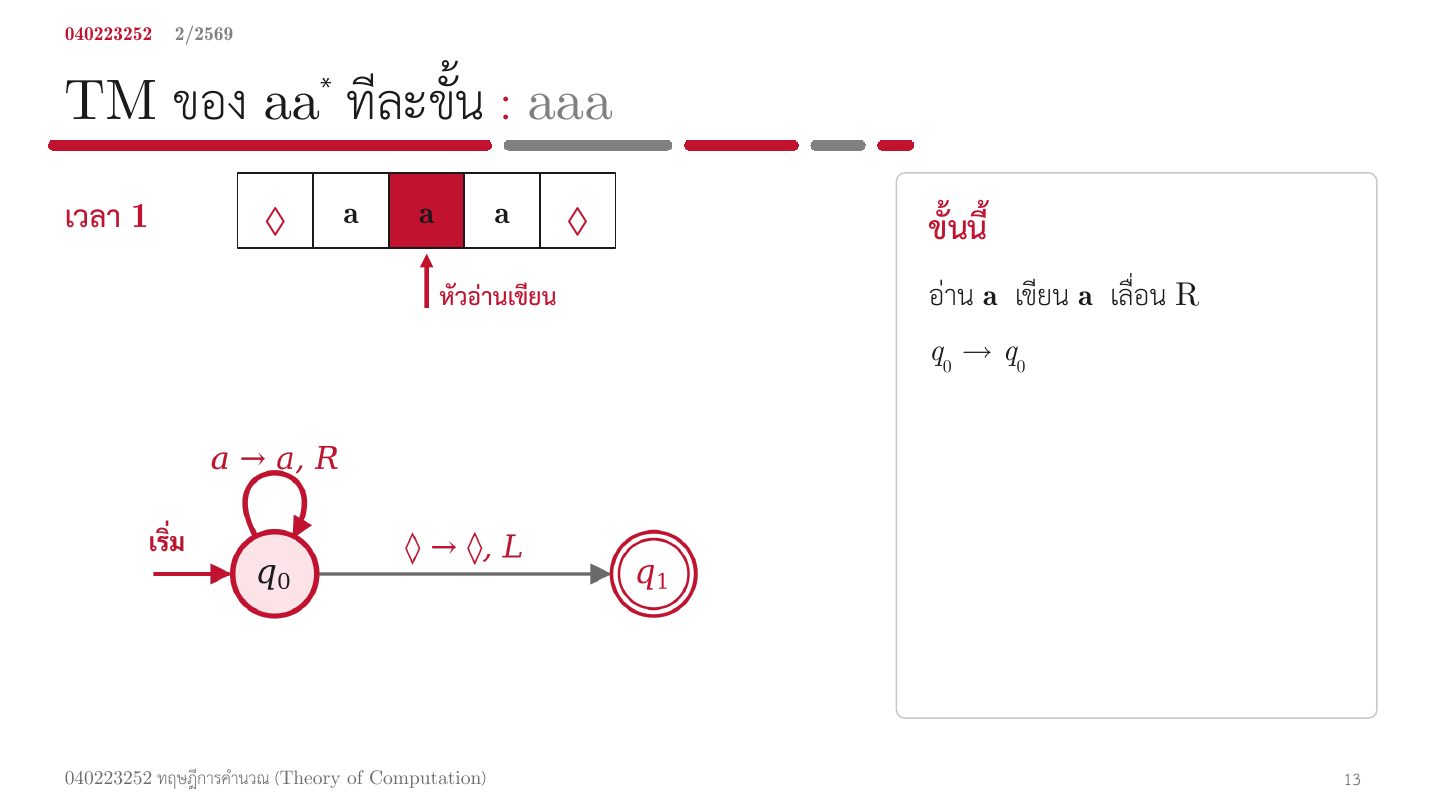 040223252 2/2569
TM ของ aa* ทีละขั้น : aaa
เวลา 1
◊ a a a ◊
หัวอ่านเขียน
ขั้นนี้
อ่าน a เขียน a เลื่อน R
q0 → q0
a → a, R
เริ่ม
◊ → ◊, L
q0
q1
040223252 ทฤษฎีการคำนวณ (Theory of Computation)
13